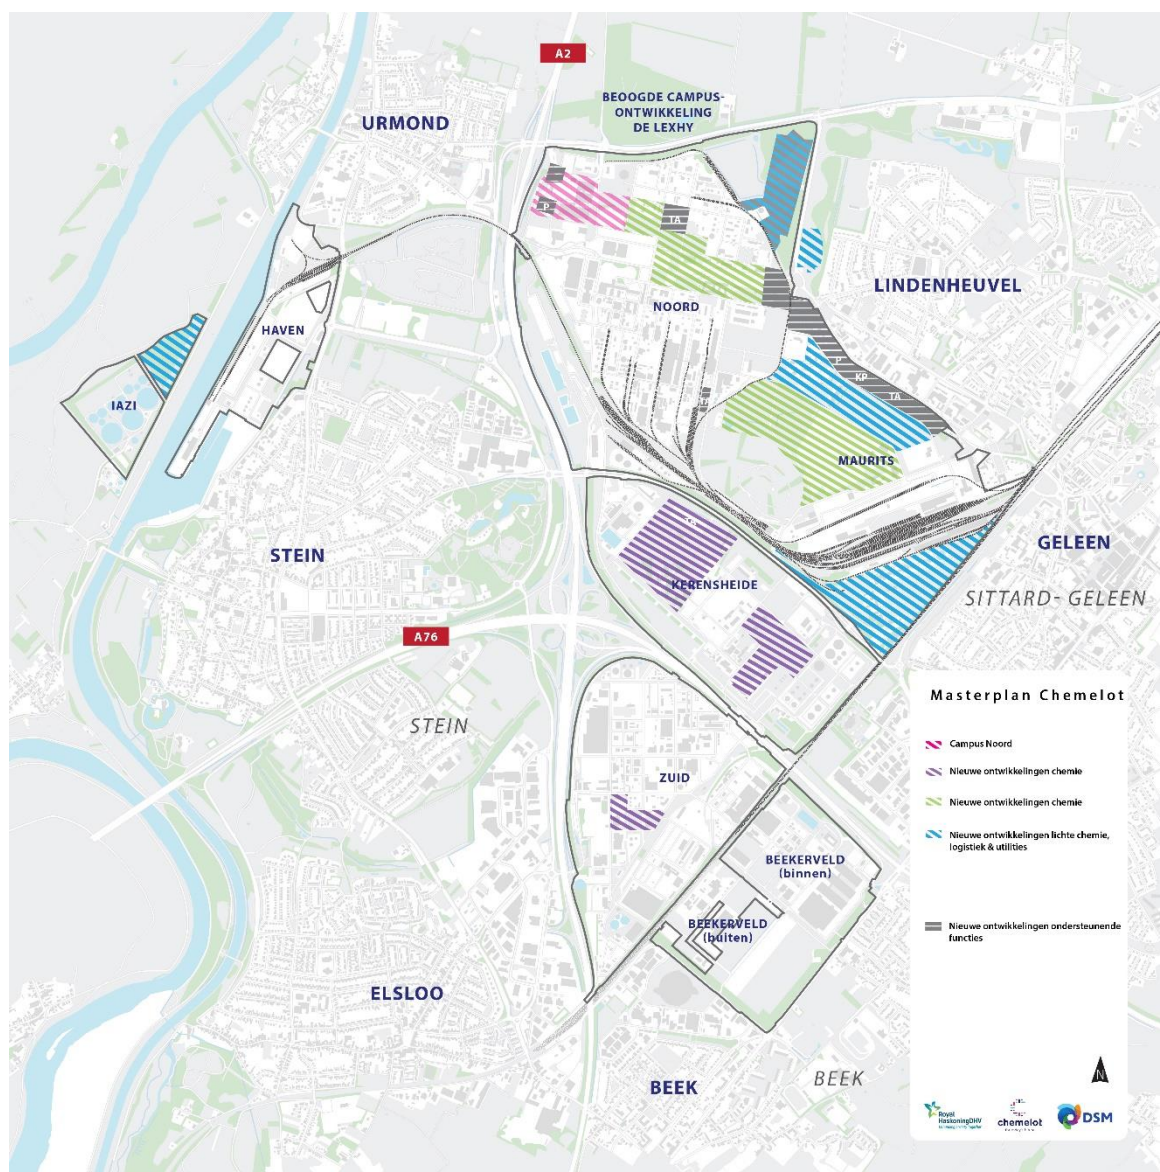 A2
BEOOGDE CAMPUS-
ONTWIKKELING
DE LEXHY
URMOND
P
TA
LINDENHEUVEL
NOORD
HAVEN
P
KP
TA
IAZI
MAURITS
STEIN
GELEEN
KERENSHEIDE
SITTARD- GELEEN
A76
STEIN
ZUID
BEEKERVELD
(binnen)
BEEKERVELD
(buiten)
ELSLOO
BEEK
BEEK
Masterplan Chemelot
Campus Noord
Nieuwe ontwikkelingen chemie
Nieuwe ontwikkelingen chemie
Nieuwe ontwikkelingen lichte chemie,
logistiek & utilities
Nieuwe ontwikkelingen ondersteunende
functies
N
Royal
HaskoningDHV
chemelot
DSM